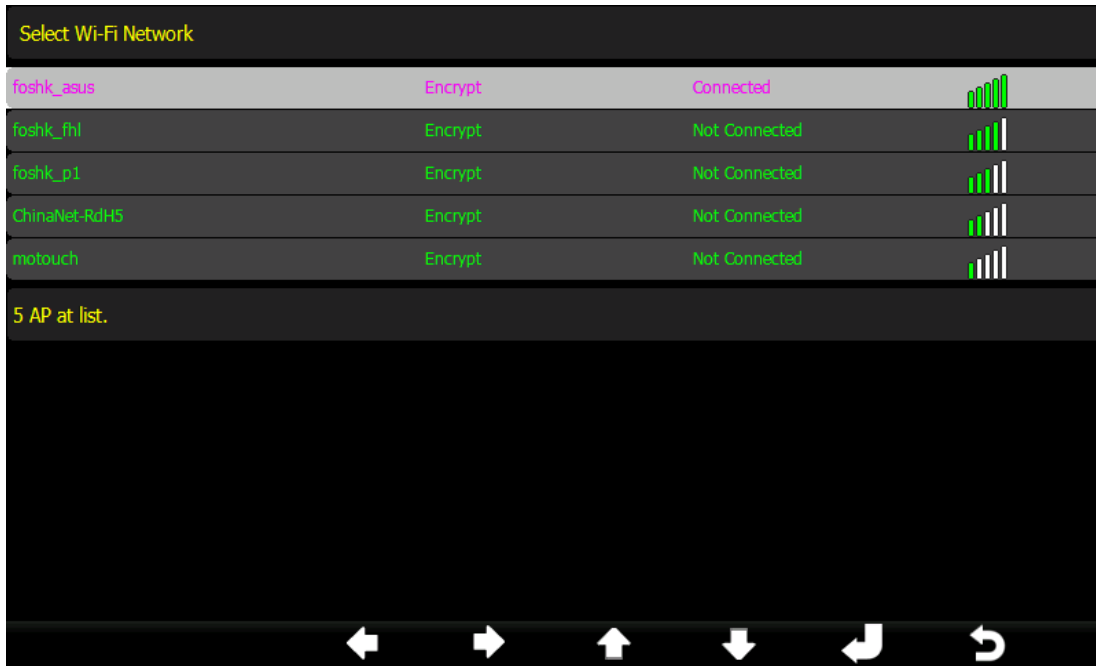 Select Wi-Fi Network
foshk_asus Encrypt Connected
foshk_fhl Encrypt Not Connected
foshk_p1 Encrypt Not Connected
ChinaNet-RdH5 Encrypt Not Connected
motouch Encrypt Not Connected
5 AP at list.